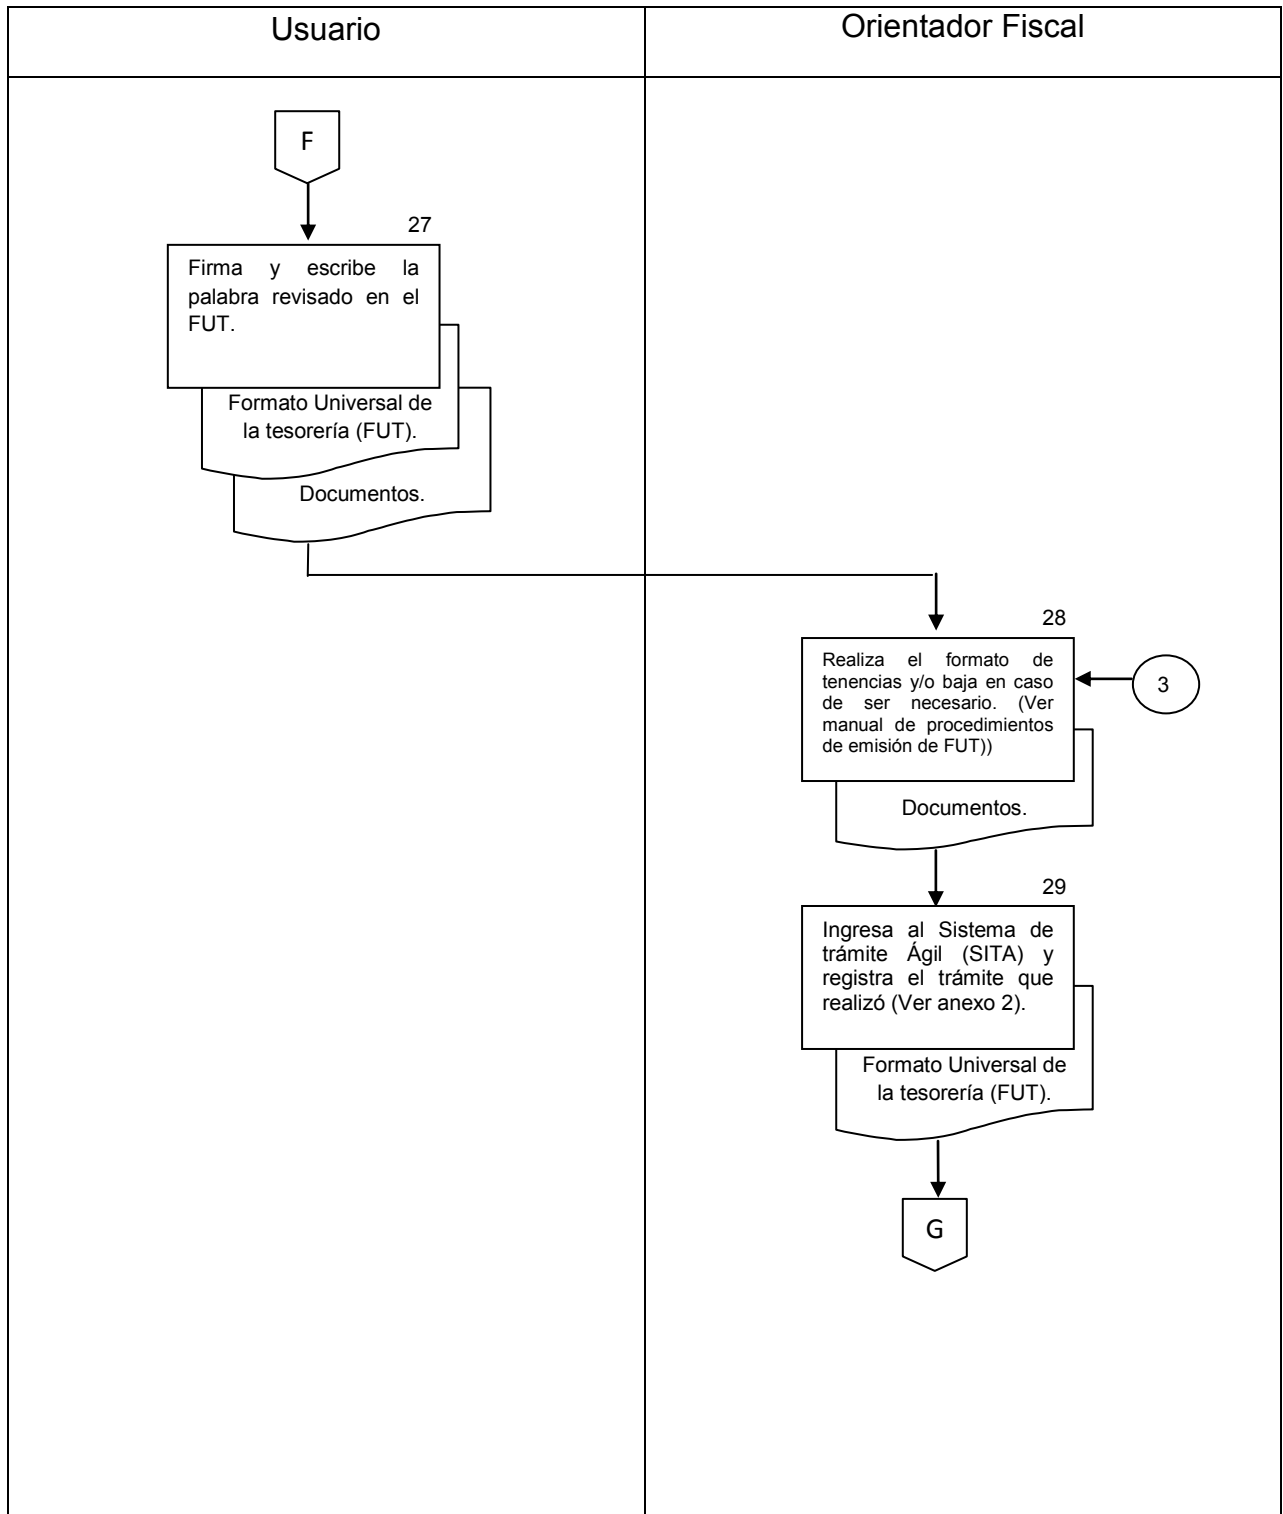 Usuario
Orientador Fiscal
F
27
Firma y escribe la
palabra revisado en el
FUT.
Formato Universal de
la tesorería (FUT).
Documentos.
28
Realiza el formato de
tenencias y/o baja en caso
de ser necesario. (Ver
manual de procedimientos
de emisión de FUT))
3
Documentos.
29
Ingresa al Sistema de
trámite Ágil (SITA) y
registra el trámite que
realizó (Ver anexo 2).
Formato Universal de
la tesorería (FUT).
G